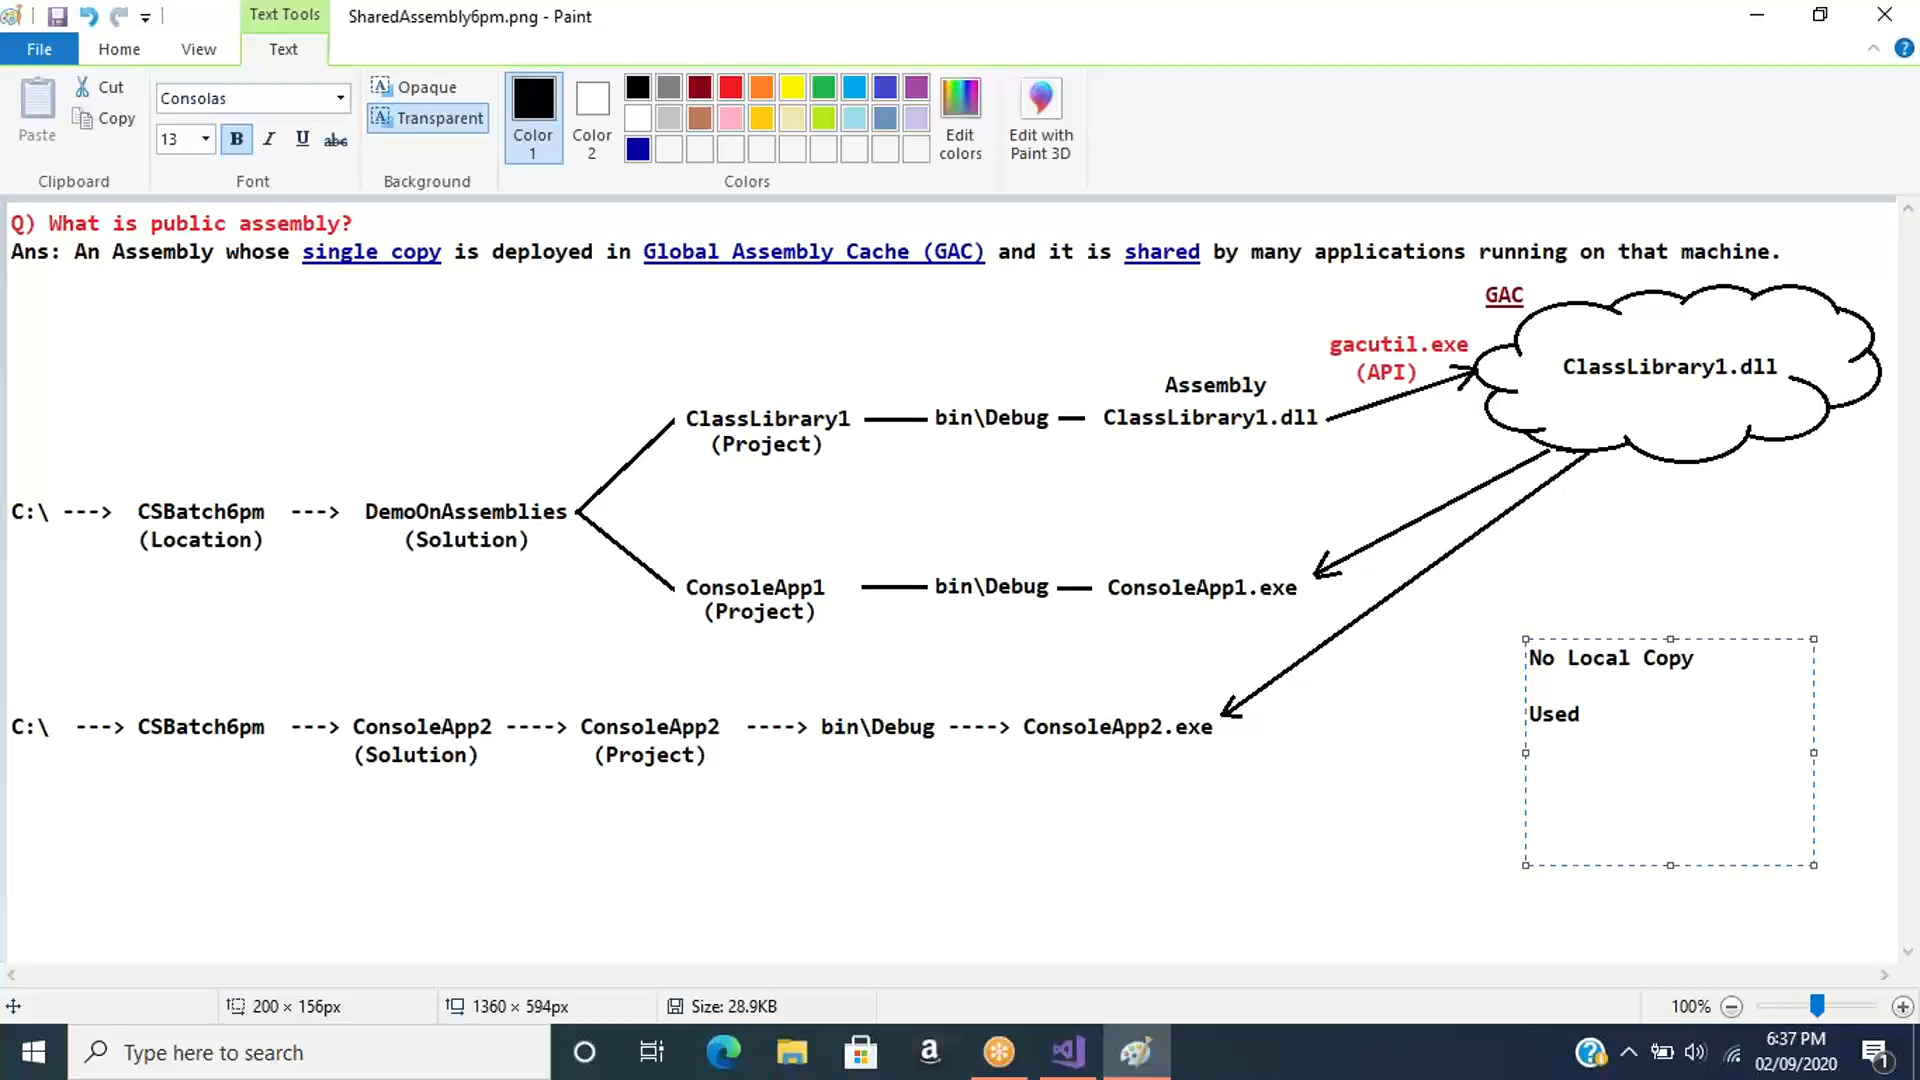 SharedAssembly6pm.png - Paint
Text Tools
File
Home
View
Text
Paste
Cut
Copy
Clipboard
Consolas
13
B
I
U
abc
Font
Opaque
Transparent
Background
Color 1
Color 2
Edit colors
Edit with Paint 3D
Colors
Q) What is public assembly?
Ans: An Assembly whose single copy is deployed in Global Assembly Cache (GAC) and it is shared by many applications running on that machine.
GAC
gacutil.exe
(API)
ClassLibrary1.dll
Assembly
ClassLibrary1 bin\Debug ClassLibrary1.dll
(Project)
C:\ ---> CSBatch6pm ---> DemoOnAssemblies
(Location) (Solution)
ConsoleApp1 bin\Debug ConsoleApp1.exe
(Project)
No Local Copy
Used
C:\ ---> CSBatch6pm ---> ConsoleApp2 ----> ConsoleApp2 ----> bin\Debug ----> ConsoleApp2.exe
(Solution) (Project)
200 × 156px
1360 × 594px
Size: 28.9KB
100%
Type here to search
6:37 PM
02/09/2020
1